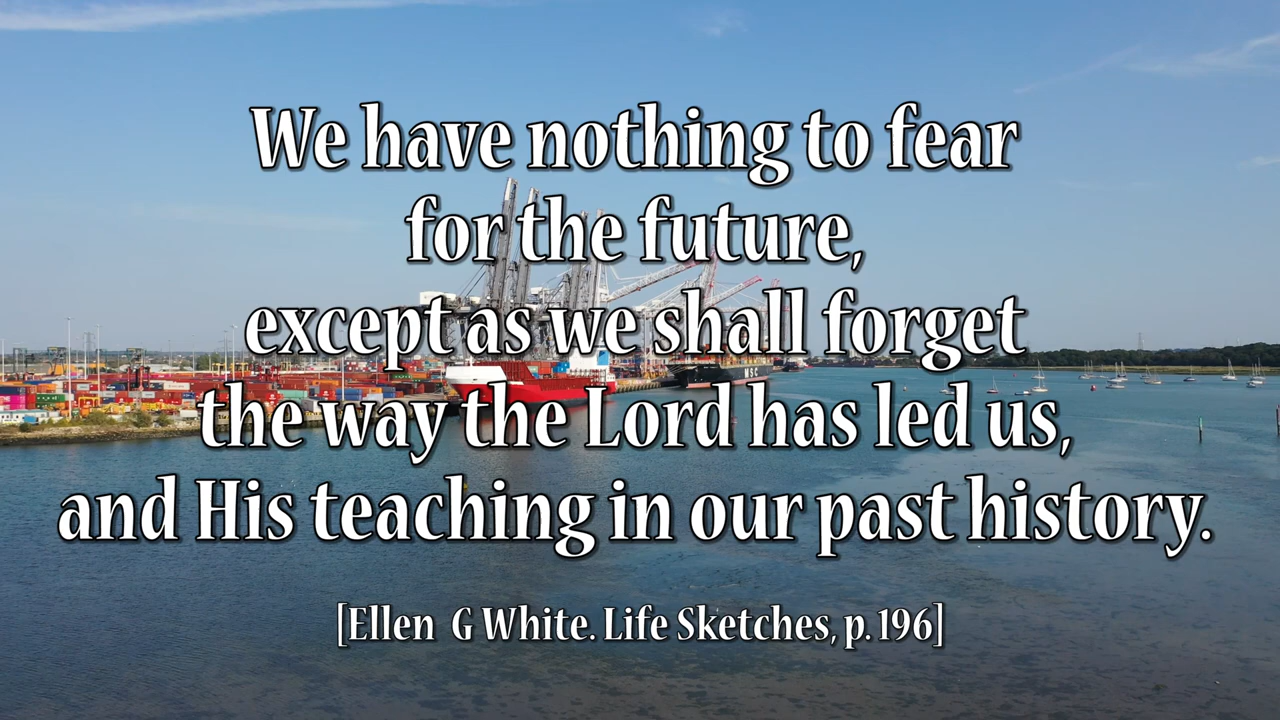 We have nothing to fear
for the future,
except as we shall forget
the way the Lord has led us,
and His teaching in our past history.
MSC
[Ellen G White. Life Sketches, p. 196]